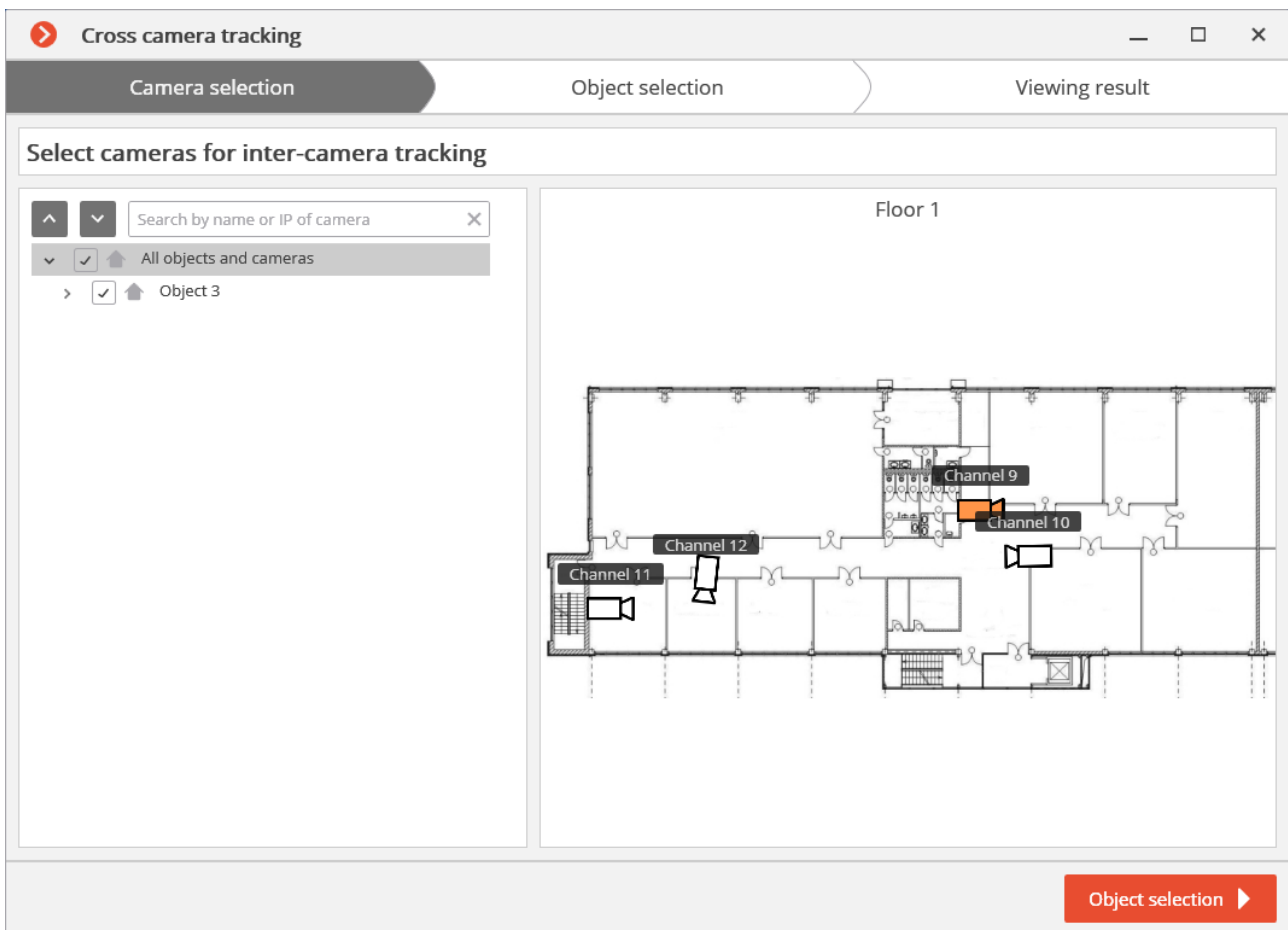 Cross camera tracking
Camera selection
Object selection
Viewing result
Select cameras for inter-camera tracking
Search by name or IP of camera
All objects and cameras
Object 3
Floor 1
Channel 9
Channel 10
Channel 12
Channel 11
Object selection